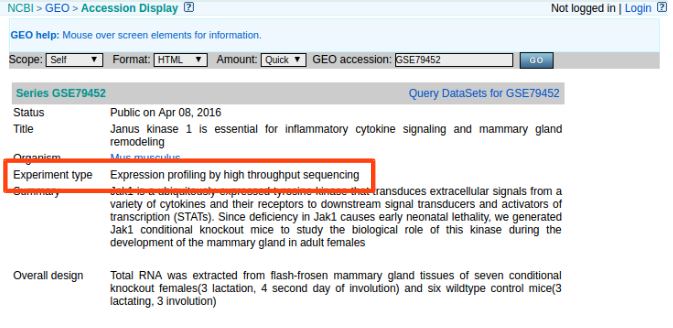 NCBI > GEO > Accession Display ?
Not logged in | Login ?
GEO help: Mouse over screen elements for information.
Scope: Self Format: HTML Amount: Quick GEO accession: GSE79452 GO
Series GSE79452 Query DataSets for GSE79452
Status Public on Apr 08, 2016
Title Janus kinase 1 is essential for inflammatory cytokine signaling and mammary gland
remodeling
Organism Mus musculus
Experiment type Expression profiling by high throughput sequencing
Summary Jak1 is a ubiquitously expressed tyrosine kinase that transduces extracellular signals from a
variety of cytokines and their receptors to downstream signal transducers and activators of
transcription (STATs). Since deficiency in Jak1 causes early neonatal lethality, we generated
Jak1 conditional knockout mice to study the biological role of this kinase during the
development of the mammary gland in adult females
Overall design Total RNA was extracted from flash-frosen mammary gland tissues of seven conditional
knockout females(3 lactation, 4 second day of involution) and six wildtype control mice(3
lactating, 3 involution)